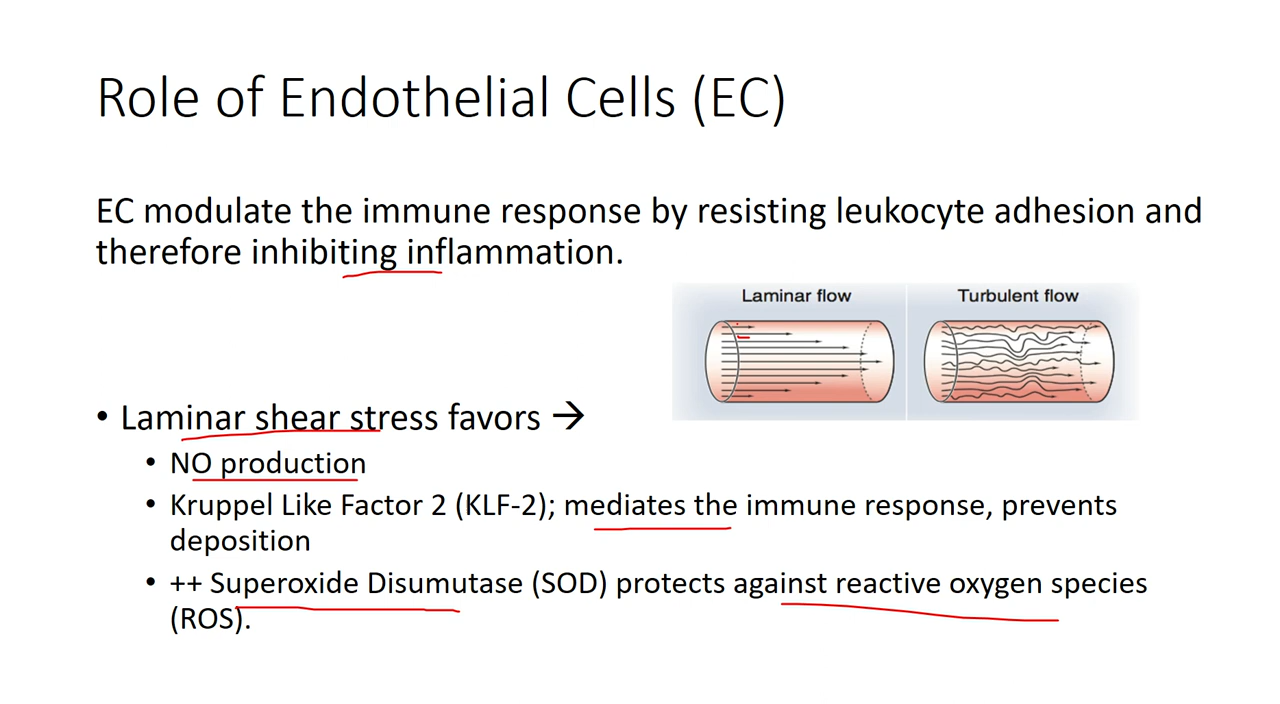 Role of Endothelial Cells (EC)
EC modulate the immune response by resisting leukocyte adhesion and
therefore inhibiting inflammation.
Laminar flow
Turbulent flow
• Laminar shear stress favors →
• NO production
• Kruppel Like Factor 2 (KLF-2); mediates the immune response, prevents
deposition
• ++ Superoxide Disumutase (SOD) protects against reactive oxygen species
(ROS).